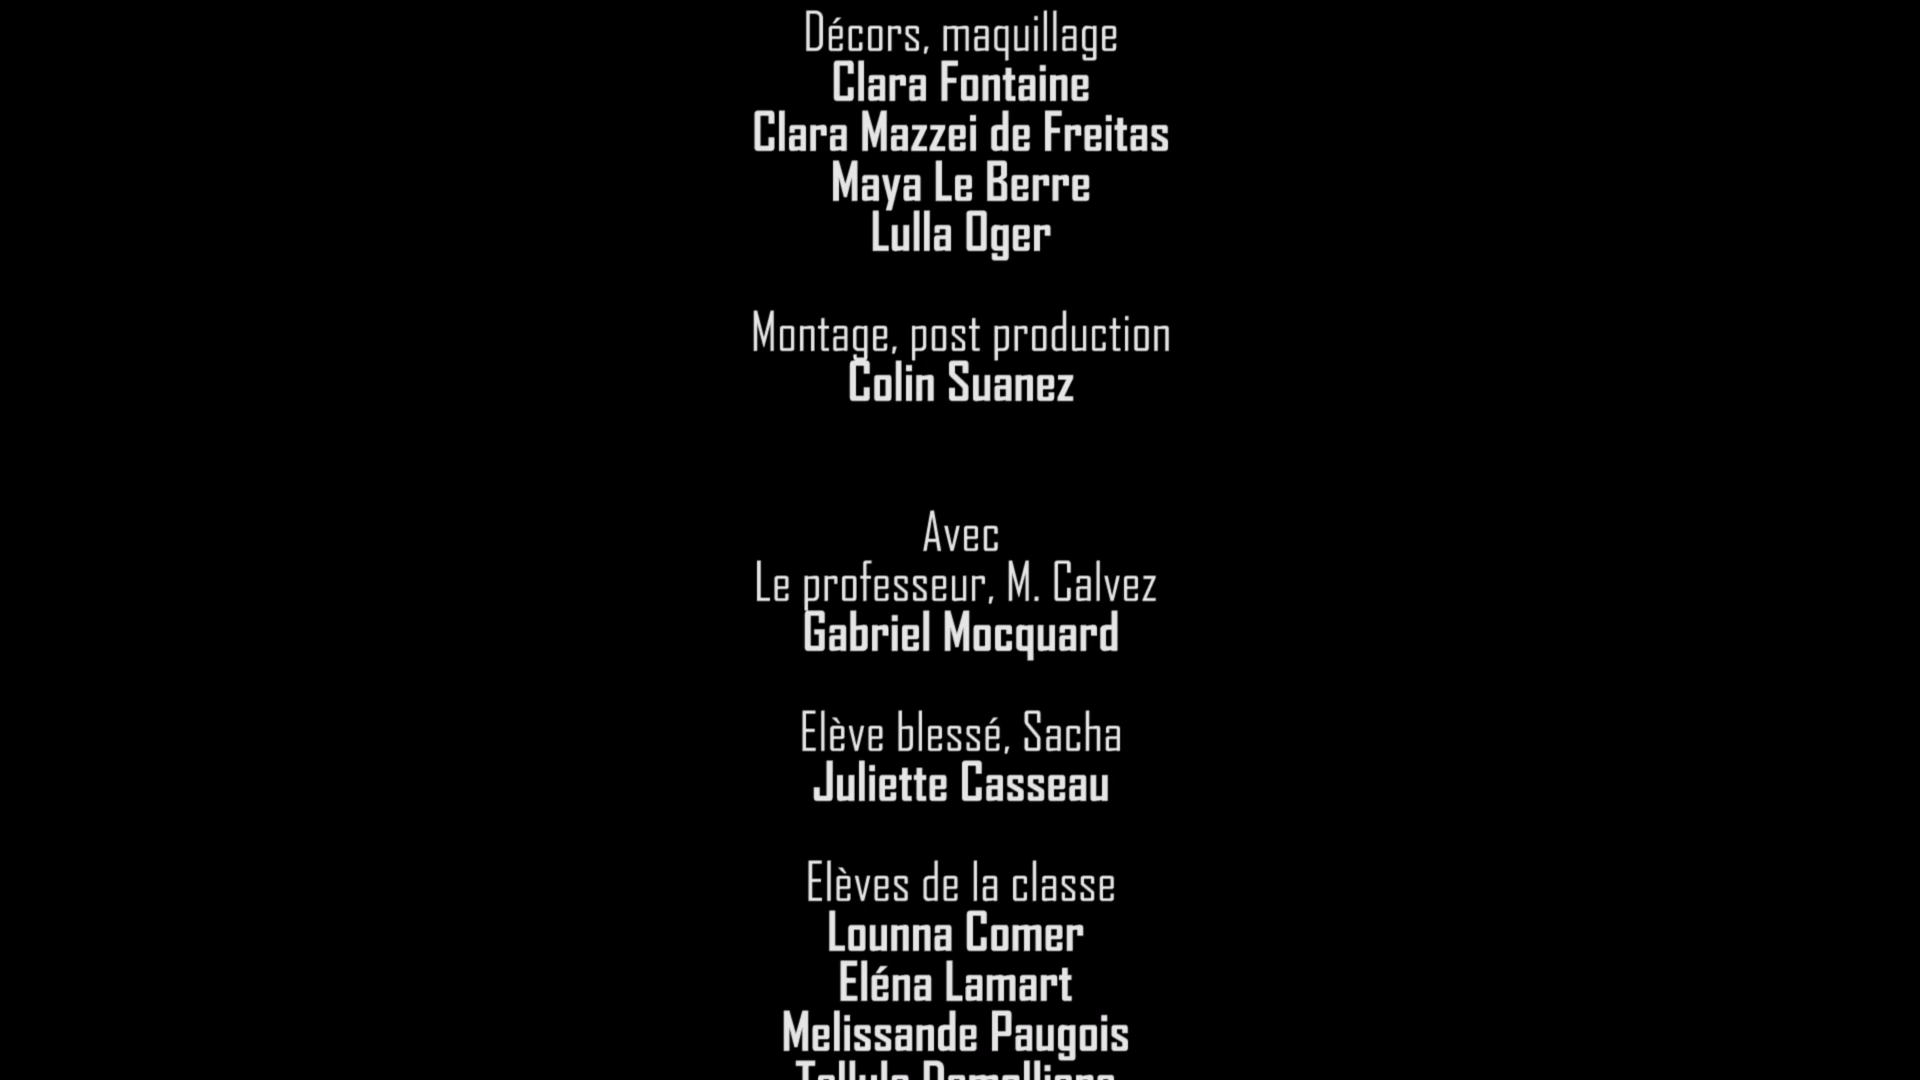 Décors, maquillage
Clara Fontaine
Clara Mazzei de Freitas
Maya Le Berre
Lulla Oger
Montage, post production
Colin Suanez
Avec
Le professeur, M. Calvez
Gabriel Mocquard
Elève blessé, Sacha
Juliette Casseau
Elèves de la classe
Lounna Comer
Eléna Lamart
Melissande Paugois